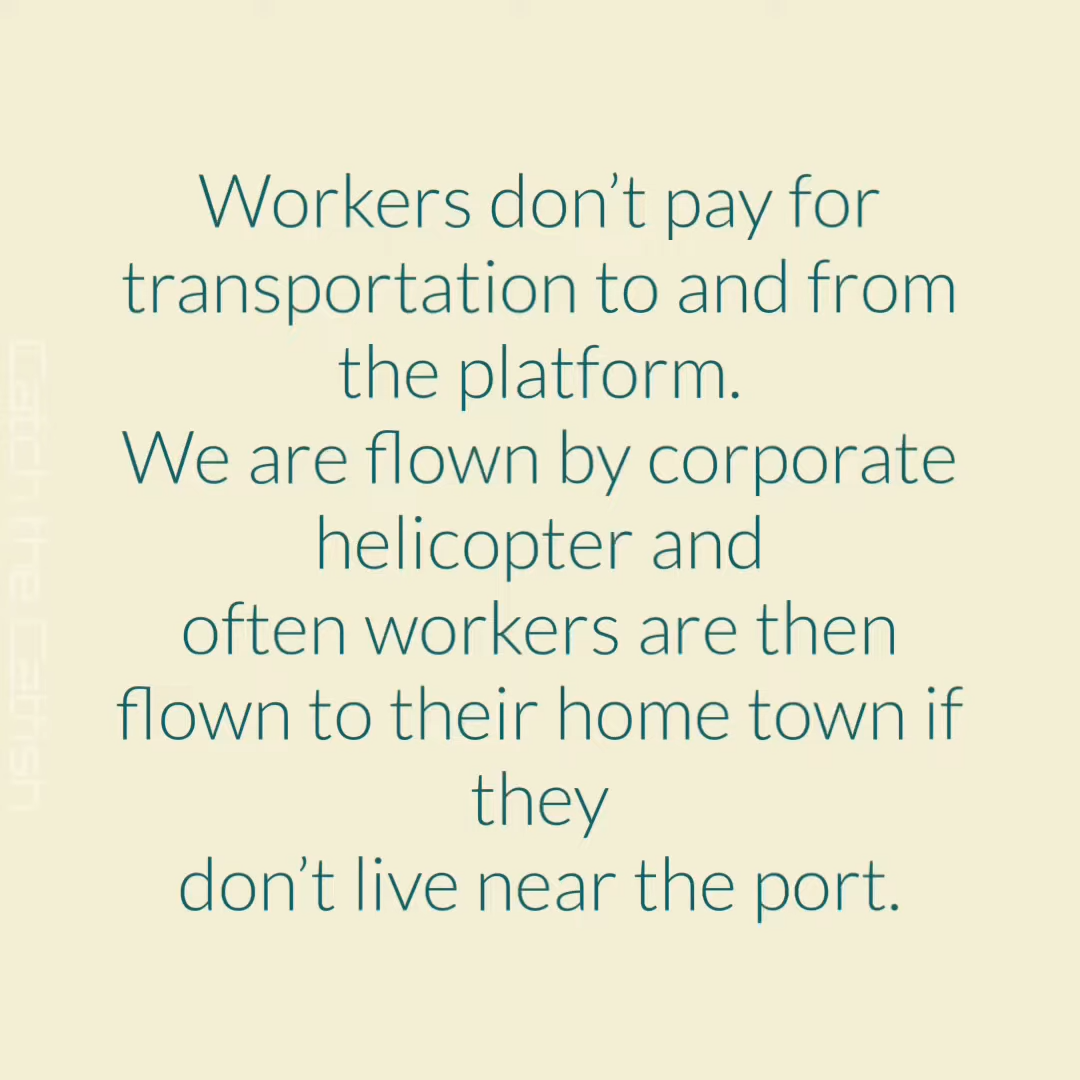 Workers don’t pay for
transportation to and from
the platform.
We are flown by corporate
helicopter and
often workers are then
flown to their home town if
they
don’t live near the port.
Catch the Catfish